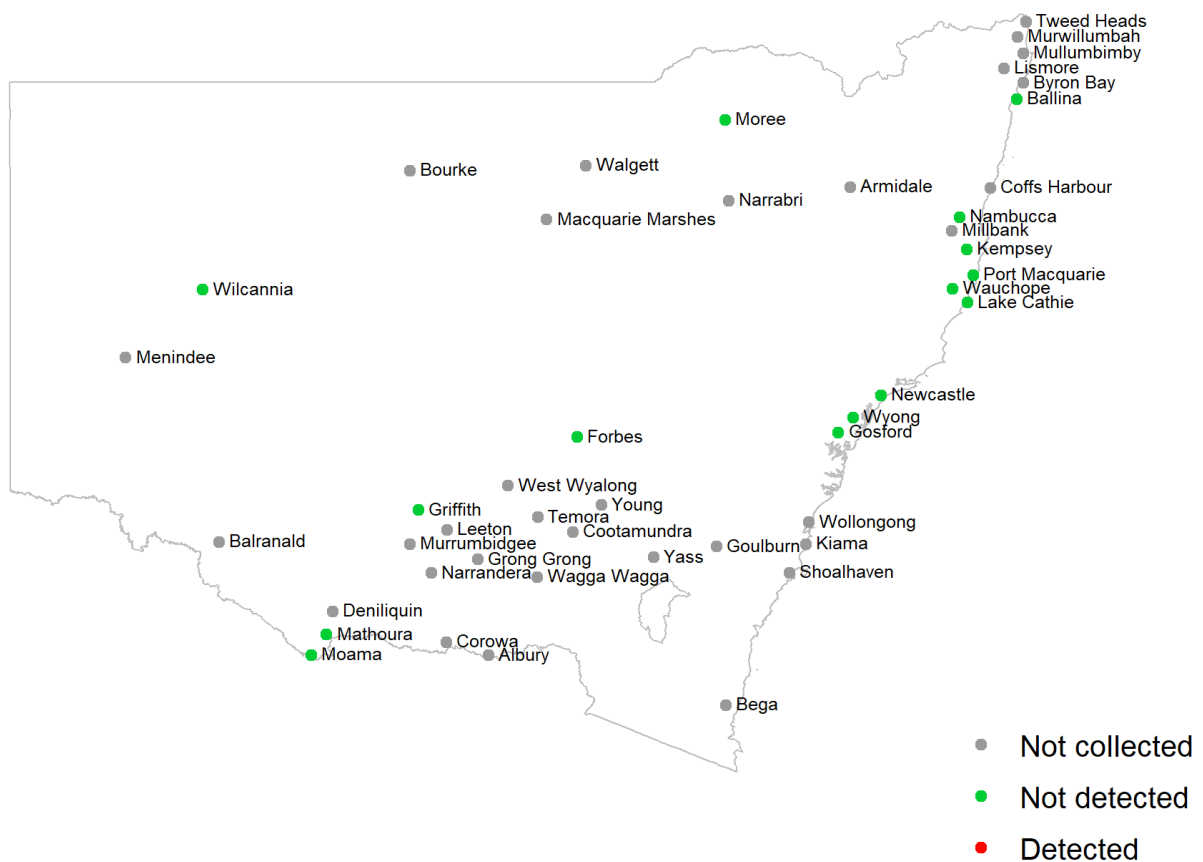 Tweed Heads
Murwillumbah
Mullumbimby
Lismore
Byron Bay
Ballina
Moree
Walgett
Bourke
Armidale
Coffs Harbour
Narrabri
Macquarie Marshes
Nambucca
Millbank
Kempsey
Port Macquarie
Wilcannia
Wauchope
Lake Cathie
Menindee
Newcastle
Wyong
Gosford
Forbes
West Wyalong
Young
Griffith
Temora
Wollongong
Leeton
Cootamundra
Balranald
Murrumbidgee
Goulburn
Kiama
Grong Grong
Yass
Narrandera
Wagga Wagga
Shoalhaven
Deniliquin
Mathoura
Corowa
Moama
Albury
Bega
Not collected
Not detected
Detected